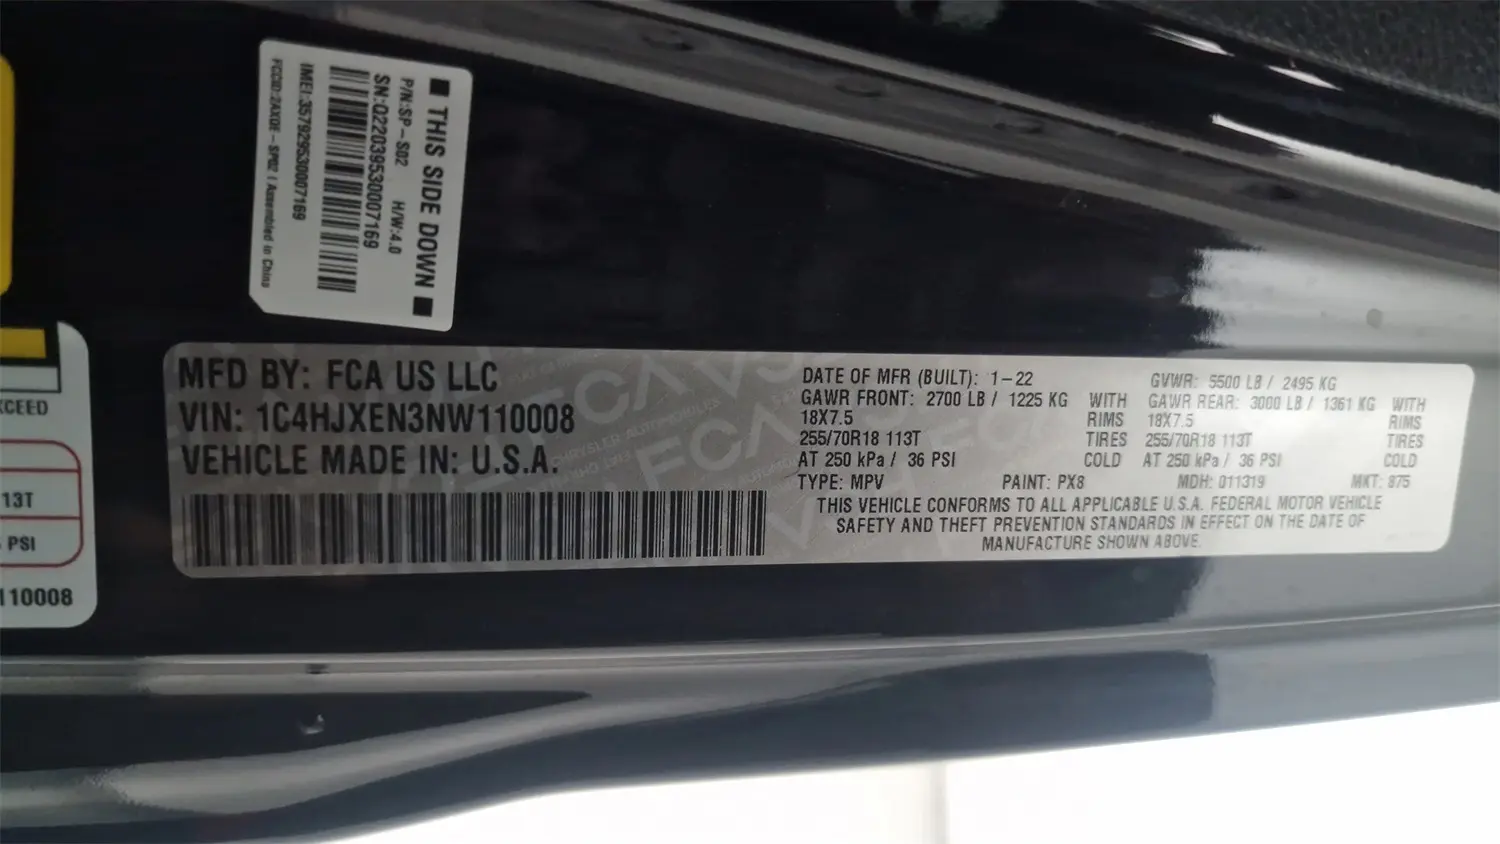 ■ THIS SIDE DOWN ■
P/N:SP-S02 H/W:4.0
SN:Q220395300007169
IMEI:357929530007169
FCCID:2AXQE-SP02 | Assembled in China
XCEED
13T
PSI
110008
MFD BY: FCA US LLC
VIN: 1C4HJXEN3NW110008
VEHICLE MADE IN: U.S.A.
DATE OF MFR (BUILT): 1-22 GVWR: 5500 LB / 2495 KG
GAWR FRONT: 2700 LB / 1225 KG WITH GAWR REAR: 3000 LB / 1361 KG WITH
18X7.5 RIMS 18X7.5 RIMS
255/70R18 113T TIRES 255/70R18 113T TIRES
AT 250 kPa / 36 PSI COLD AT 250 kPa / 36 PSI COLD
TYPE: MPV PAINT: PX8 MDH: 011319 MKT: 875
THIS VEHICLE CONFORMS TO ALL APPLICABLE U.S.A. FEDERAL MOTOR VEHICLE
SAFETY AND THEFT PREVENTION STANDARDS IN EFFECT ON THE DATE OF
MANUFACTURE SHOWN ABOVE.